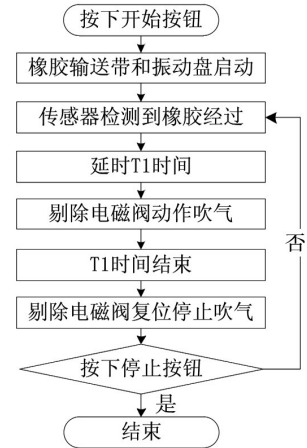 按下开始按钮
橡胶输送带和振动盘启动
传感器检测到橡胶经过
延时T1时间
剔除电磁阀动作吹气
T1时间结束
剔除电磁阀复位停止吹气
按下停止按钮
否
是
结束